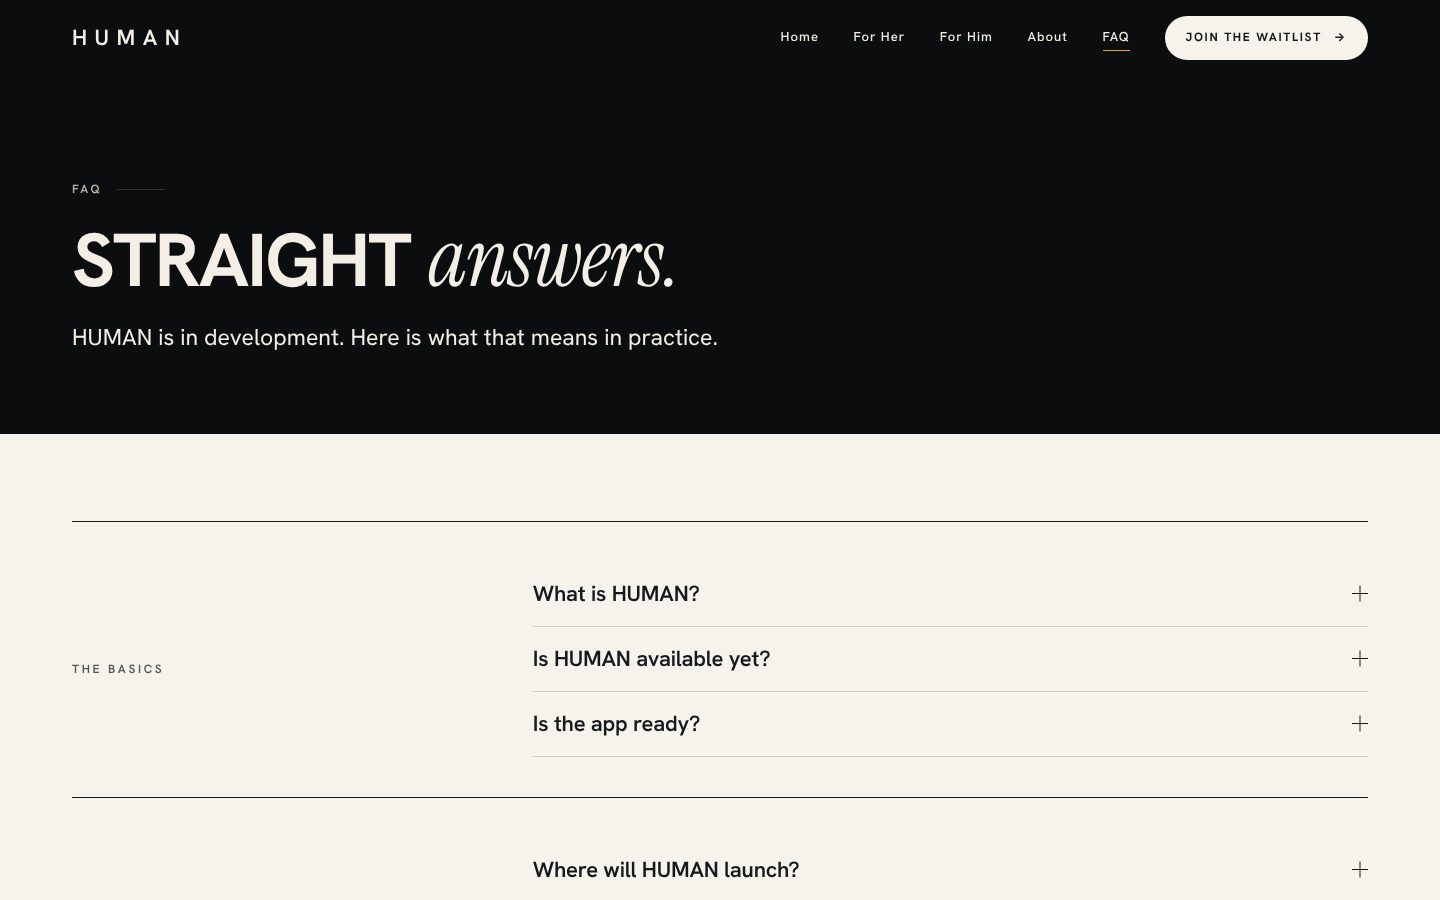 HUMAN
Home
For Her
For Him
About
FAQ
JOIN THE WAITLIST →
FAQ
STRAIGHT answers.
HUMAN is in development. Here is what that means in practice.
THE BASICS
What is HUMAN?
Is HUMAN available yet?
Is the app ready?
Where will HUMAN launch?